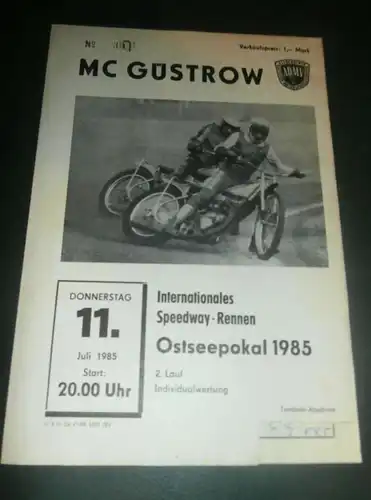 No
Verkaufspreis: 1,- Mark
MC GÜSTROW
ADMV
DONNERSTAG
11.
Juli 1985
Start:
20.00 Uhr
Internationales
Speedway-Rennen
Ostseepokal 1985
2. Lauf
Individualwertung